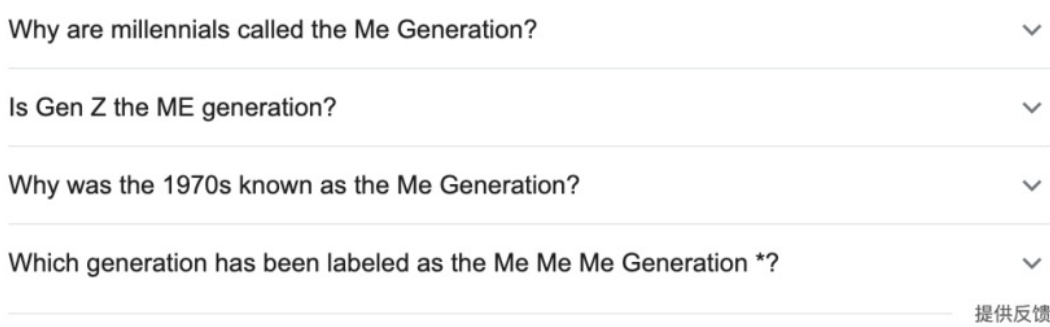 Why are millennials called the Me Generation?
Is Gen Z the ME generation?
Why was the 1970s known as the Me Generation?
Which generation has been labeled as the Me Me Me Generation *?
提供反馈